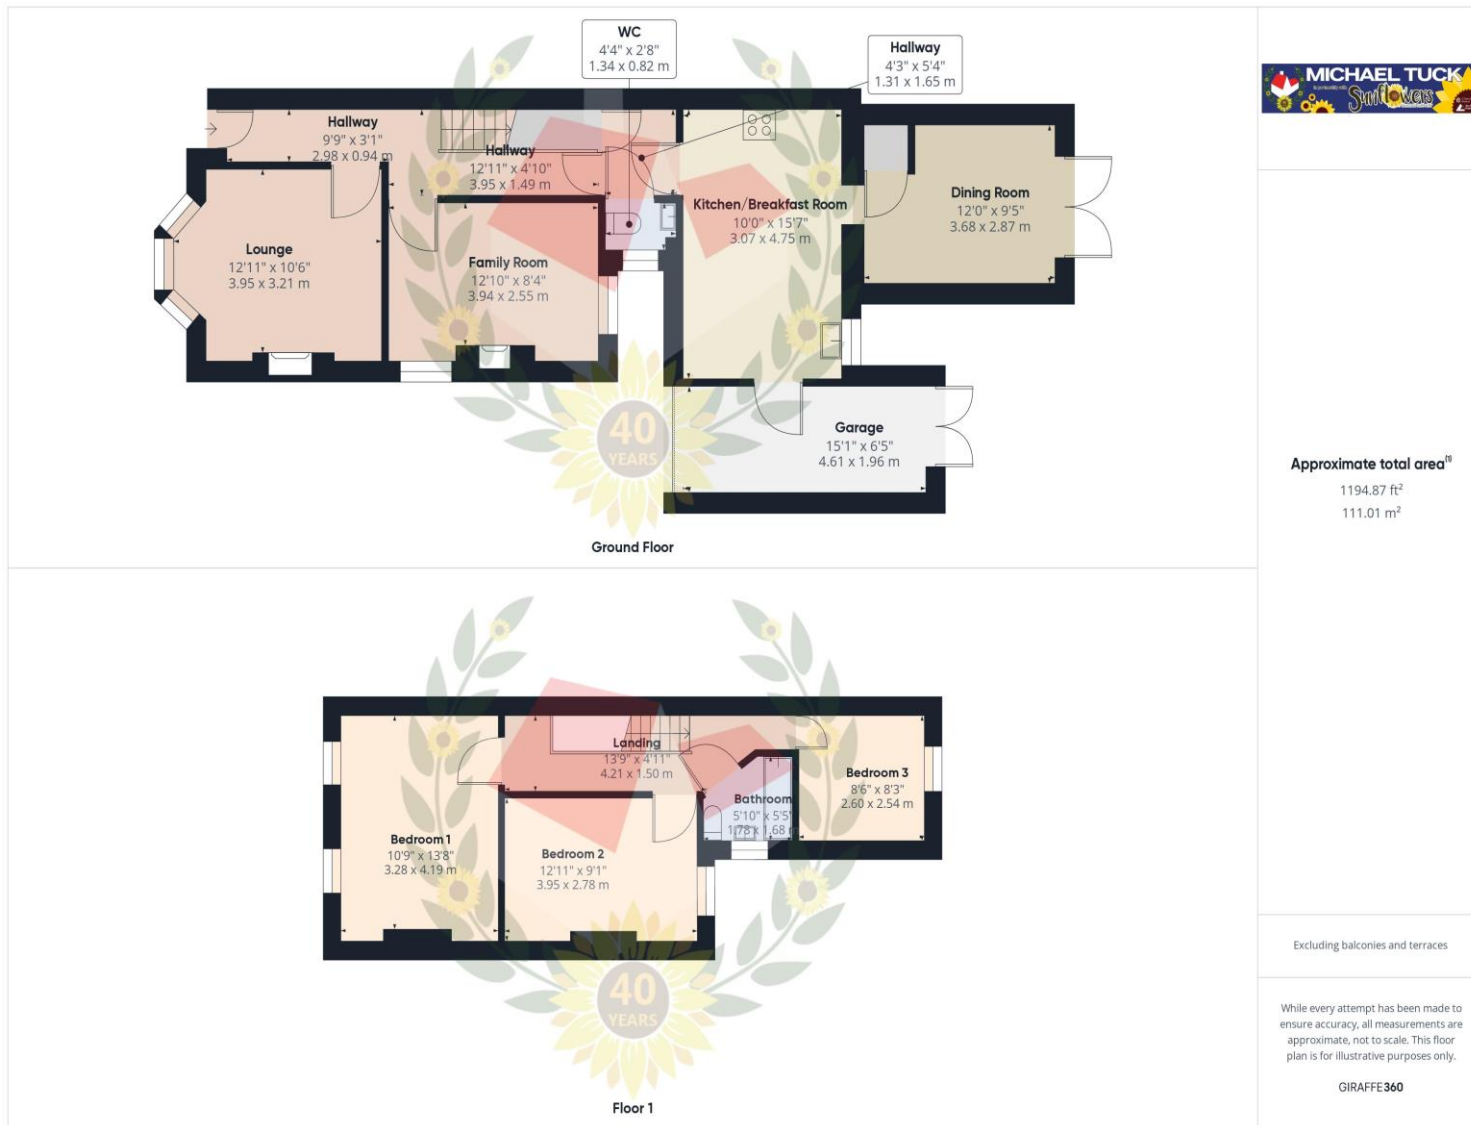 WC
4'4" x 2'8"
1.34 x 0.82 m
Hallway
4'3" x 5'4"
1.31 x 1.65 m
Hallway
9'9" x 3'1"
2.98 x 0.94 m
Hallway
12'11" x 4'10"
3.95 x 1.49 m
Kitchen/Breakfast Room
10'0" x 15'7"
3.07 x 4.75 m
Dining Room
12'0" x 9'5"
3.68 x 2.87 m
Lounge
12'11" x 10'6"
3.95 x 3.21 m
Family Room
12'10" x 8'4"
3.94 x 2.55 m
Garage
15'1" x 6'5"
4.61 x 1.96 m
40
YEARS
Ground Floor
Landing
13'9" x 4'11"
4.21 x 1.50 m
Bedroom 3
8'6" x 8'3"
2.60 x 2.54 m
Bathroom
5'10" x 5'5"
1.78 x 1.68 m
Bedroom 1
10'9" x 13'8"
3.28 x 4.19 m
Bedroom 2
12'11" x 9'1"
3.95 x 2.78 m
40
YEARS
Floor 1
MICHAEL TUCK
Sunflowers
Approximate total area(1)
1194.87 ft²
111.01 m²
Excluding balconies and terraces
While every attempt has been made to
ensure accuracy, all measurements are
approximate, not to scale. This floor
plan is for illustrative purposes only.
GIRAFFE360